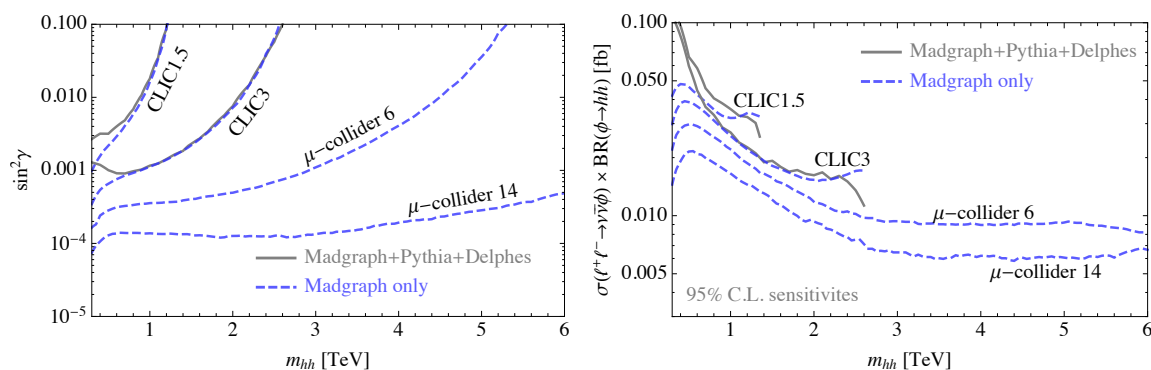 0.100
0.010
0.001
10⁻⁴
10⁻⁵
sin²γ
CLIC1.5
CLIC3
μ-collider 6
μ-collider 14
Madgraph+Pythia+Delphes
Madgraph only
1 2 3 4 5 6
m_hh [TeV]
0.100
0.050
0.010
0.005
σ(ℓ⁺ℓ⁻→νν̄ϕ) × BR(ϕ→hh) [fb]
Madgraph+Pythia+Delphes
Madgraph only
CLIC1.5
CLIC3
μ-collider 6
μ-collider 14
95% C.L. sensitivites
1 2 3 4 5 6
m_hh [TeV]